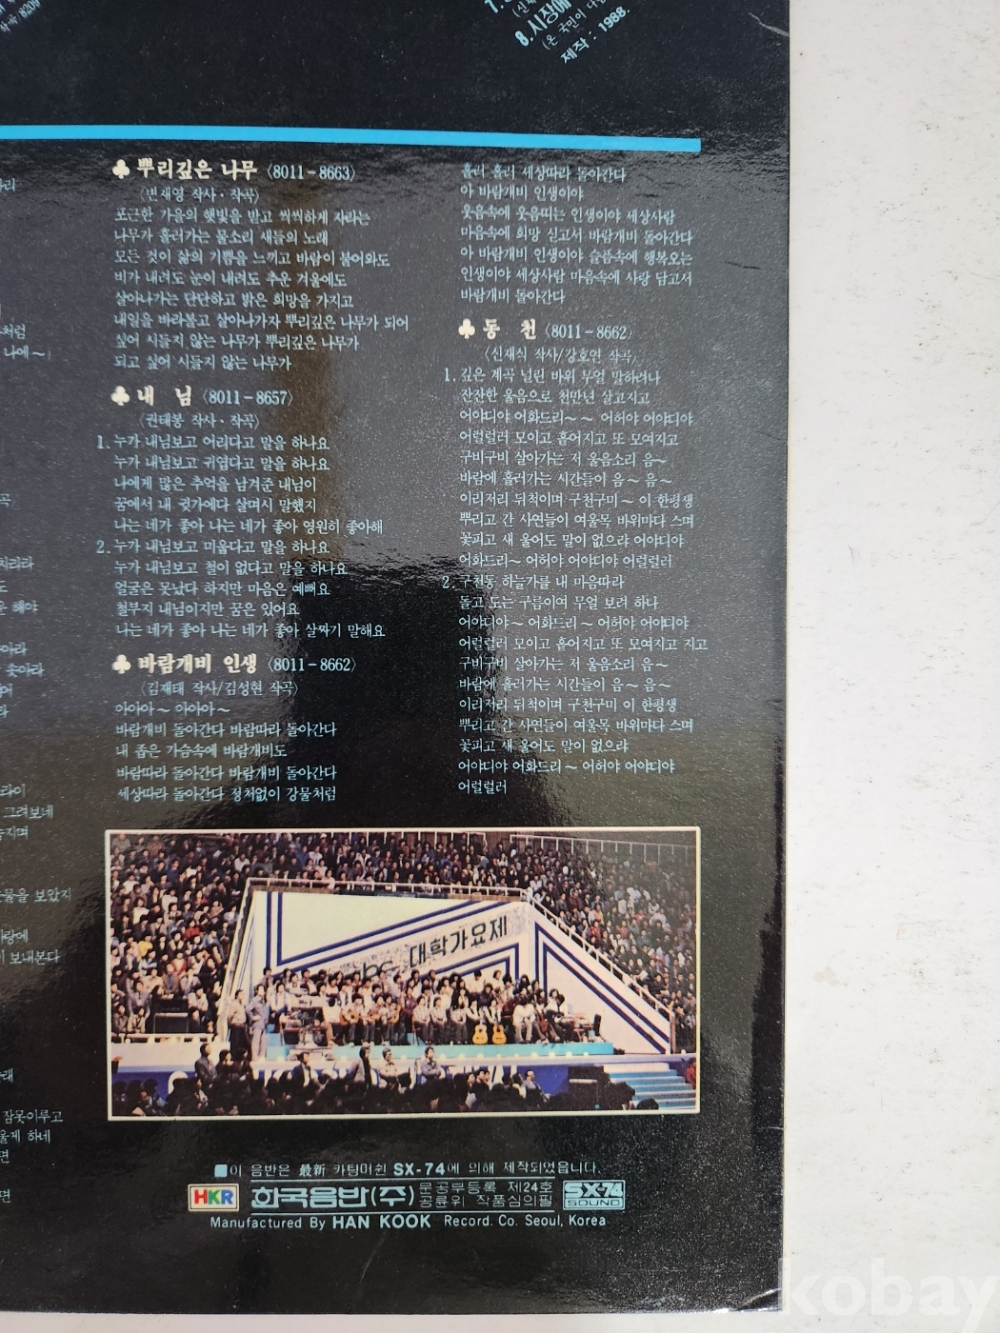 8. 시장에
제작 : 1988.
♣ 뿌리깊은 나무 〈8011-8663〉
〈변재영 작사·작곡〉
포근한 가을의 햇빛을 받고 씩씩하게 자라는
나무가 흘러가는 물소리 새들의 노래
모든 것이 삶의 기쁨을 느끼고 바람이 불어와도
비가 내려도 눈이 내려도 추운 겨울에도
살아나가는 단단하고 밝은 희망을 가지고
내일을 바라볼고 살아나가자 뿌리깊은 나무가 되어
싶어 시들지 않는 나무가 뿌리깊은 나무가
되고 싶어 시들지 않는 나무가
♣ 내 님 〈8011-8657〉
〈권태봉 작사·작곡〉
1. 누가 내님보고 어리다고 말을 하나요
누가 내님보고 귀엽다고 말을 하나요
나에게 많은 추억을 남겨준 내님이
꿈에서 내 귓가에다 살며시 말했지
나는 네가 좋아 나는 네가 좋아 영원히 좋아해
2. 누가 내님보고 미웁다고 말을 하나요
누가 내님보고 철이 없다고 말을 하나요
얼굴은 못났다 하지만 마음은 예뻐요
철부지 내님이지만 꿈은 있어요
나는 네가 좋아 나는 네가 좋아 살짜기 말해요
♣ 바람개비 인생 〈8011-8662〉
〈김재태 작사/김성현 작곡〉
아아아~ 아아아~
바람개비 돌아간다 바람따라 돌아간다
내 좁은 가슴속에 바람개비도
바람따라 돌아간다 바람개비 돌아간다
세상따라 돌아간다 정처없이 강물처럼
흘러 흘러 세상따라 돌아간다
아 바람개비 인생이야
웃음속에 웃음띠는 인생이야 세상사람
마음속에 희망 싣고서 바람개비 돌아간다
아 바람개비 인생이야 슬픔속에 행복오는
인생이야 세상사람 마음속에 사랑 담고서
바람개비 돌아간다
♣ 동 천 〈8011-8662〉
〈신재식 작사/강호연 작곡〉
1. 깊은 계곡 널린 바위 무얼 말하려나
잔잔한 울음으로 천만년 살고지고
어야디야 어화드리~~ 어허야 어야디야
어럴럴러 모이고 흩어지고 또 모여지고
구비구비 살아가는 저 울음소리 음~
바람에 흘러가는 시간들이 음~ 음~
이리저리 뒤척이며 구천구미~ 이 한평생
뿌리고 간 사연들이 여울목 바위마다 스며
꽃피고 새 울어도 말이 없으랴 어야디야
어화드리~ 어허야 어야디야 어럴럴러
2. 구천동 하늘가를 내 마음따라
돌고 도는 구름이여 무얼 보려 하나
어야디야~ 어화드리~ 어허야 어야디야
어럴럴러 모이고 흩어지고 또 모여지고 지고
구비구비 살아가는 저 울음소리 음~
바람에 흘러가는 시간들이 음~ 음~
이리저리 뒤척이며 구천구미 이 한평생
뿌리고 간 사연들이 여울목 바위마다 스며
꽃피고 새 울어도 말이 없으랴
어야디야 어화드리~ 어허야 어야디야
어럴럴러
대학가요제
■이 음반은 最新 카팅머쉰 SX-74에 의해 제작되었읍니다.
HKR 한국음반(주) 문공부등록 제24호
공륜위 작품심의필
SX-74
SOUND
Manufactured By HAN KOOK Record. Co. Seoul, Korea
kobay